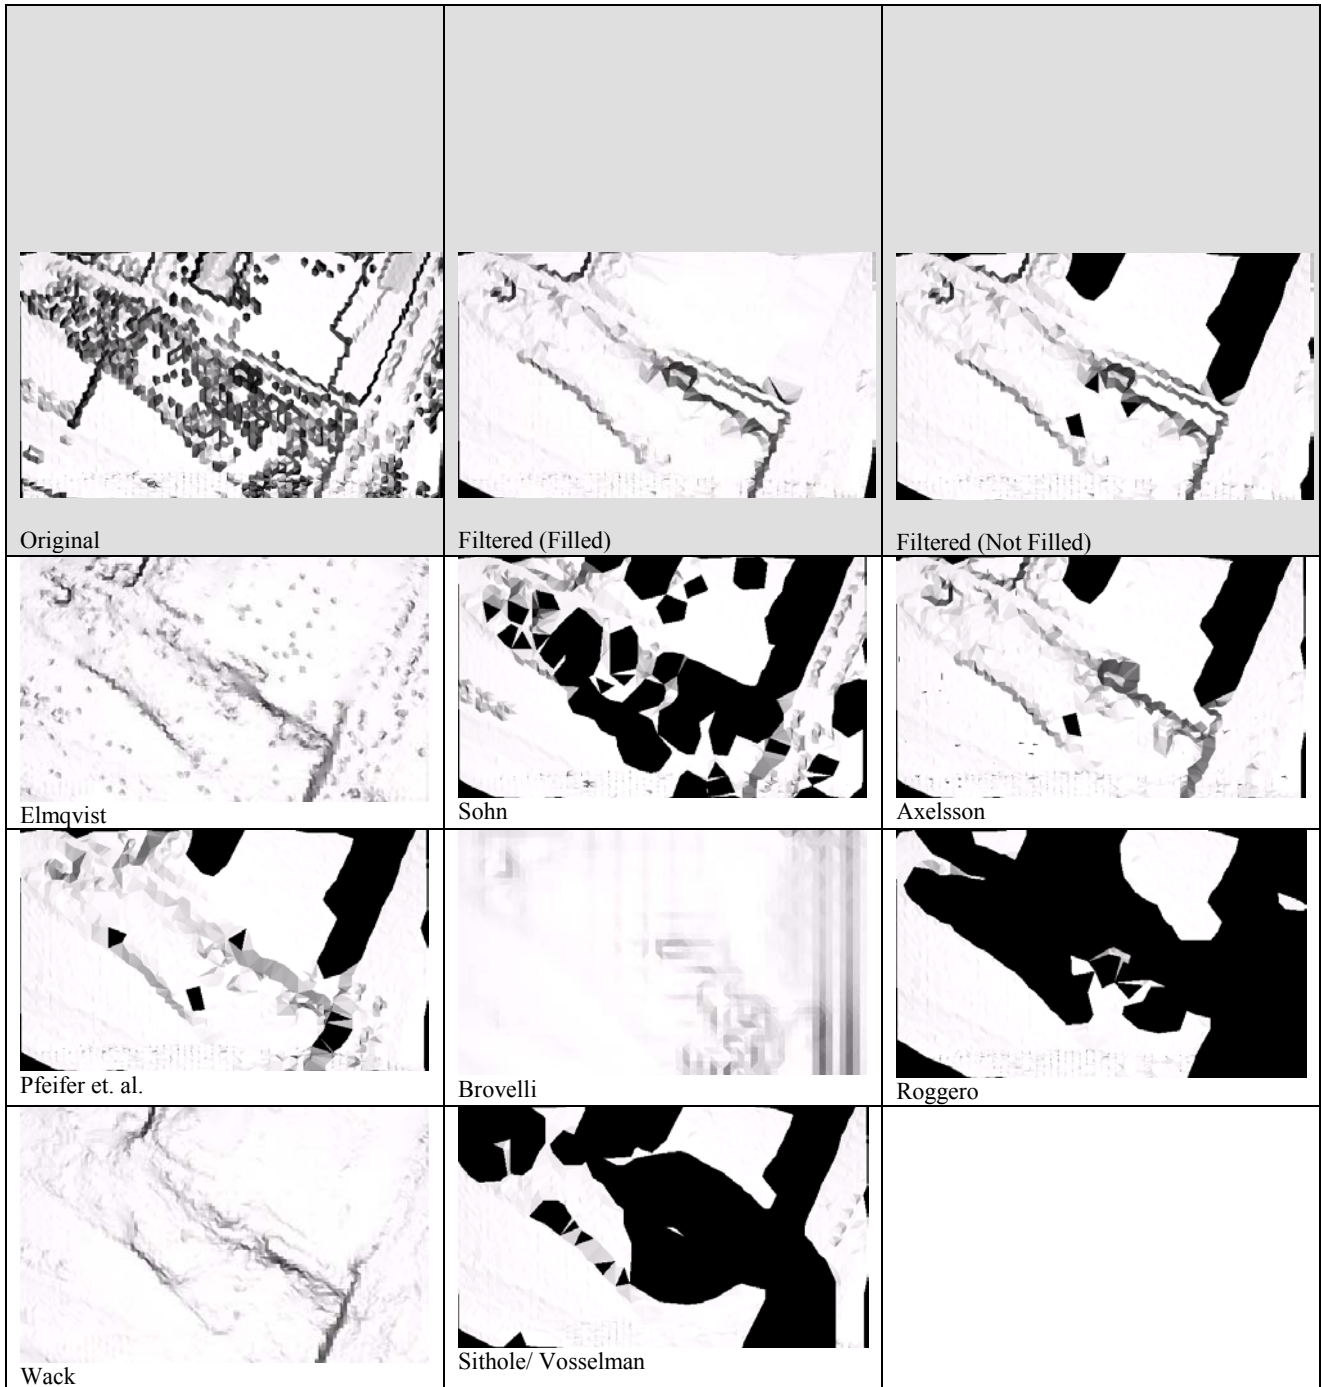 Original
Filtered (Filled)
Filtered (Not Filled)
Elmqvist
Sohn
Axelsson
Pfeifer et. al.
Brovelli
Roggero
Wack
Sithole/ Vosselman